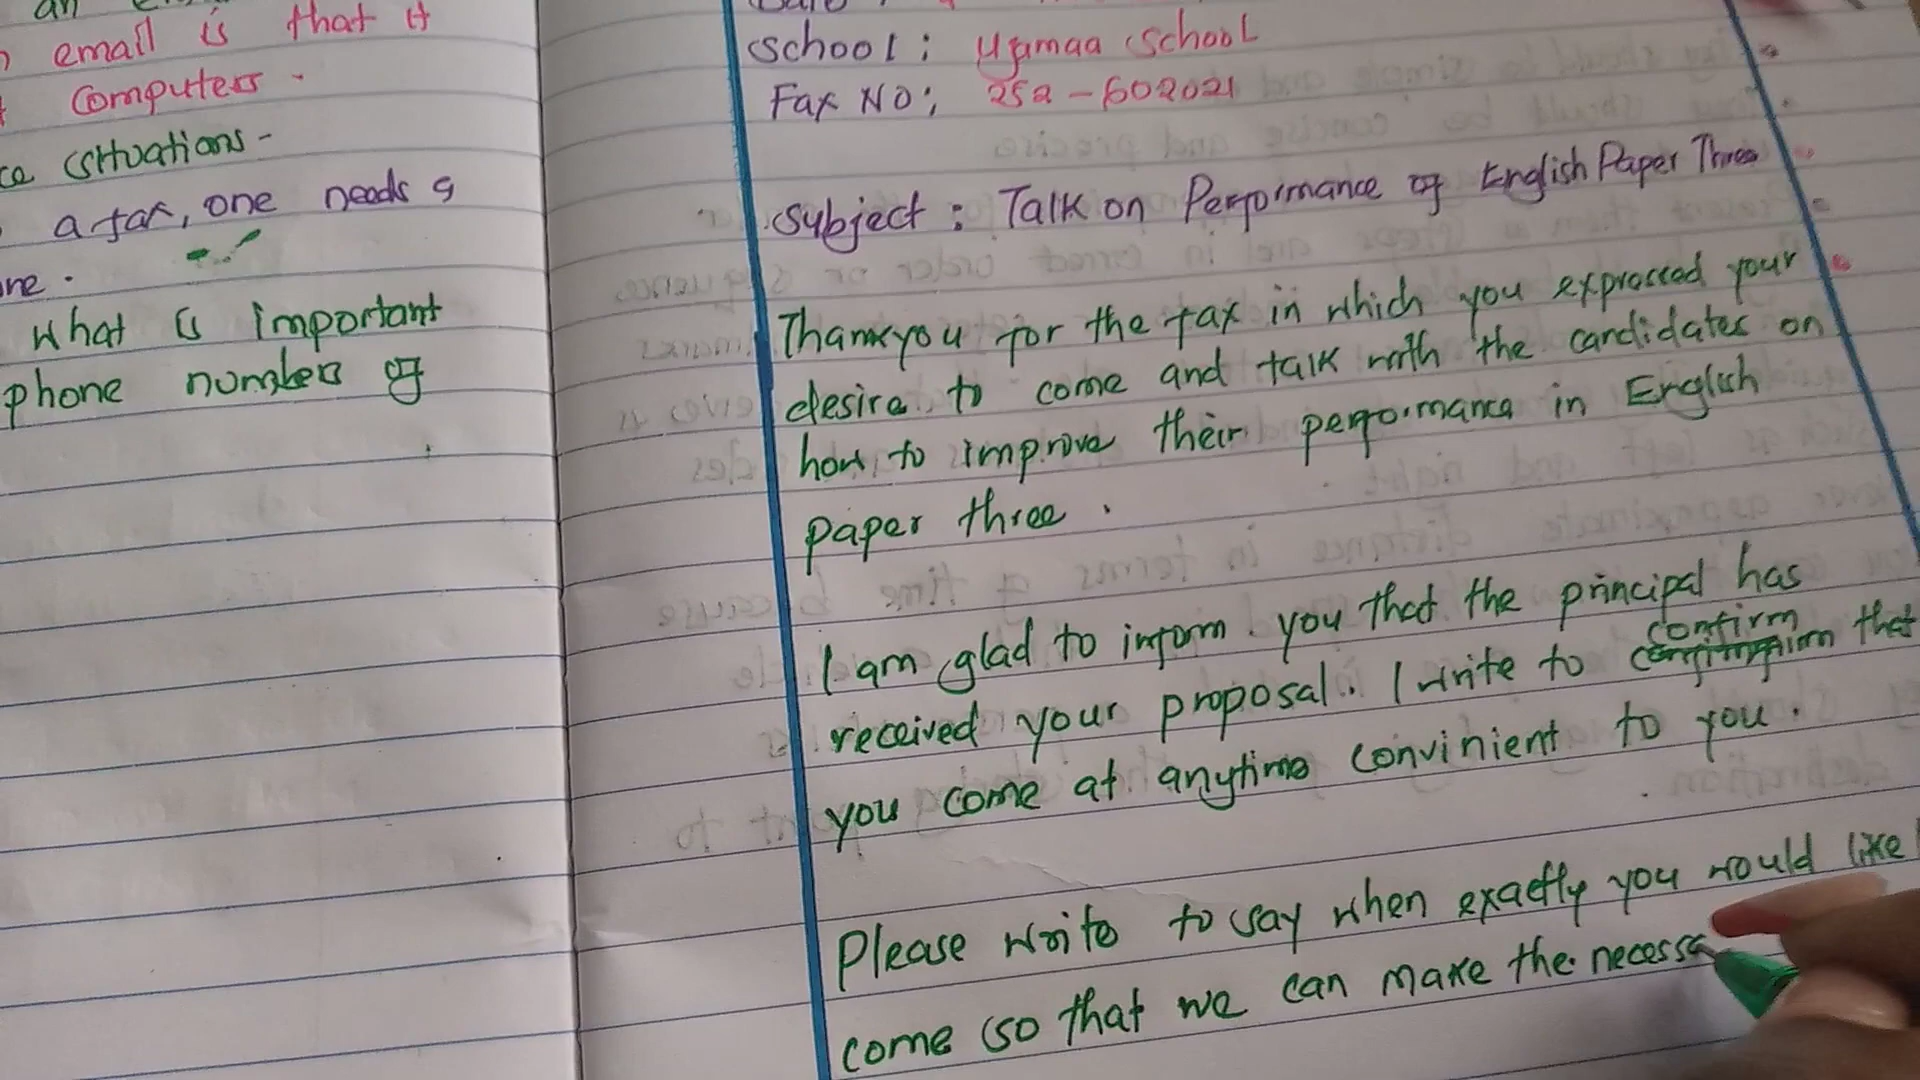 email is that it
Computers.
situations-
a fax, one needs a
What is important
phone number of
School: Ujamaa School
Fax No: 252-602021
Subject: Talk on Performance of English Paper Three
Thankyou for the fax in which you expressed your
desire to come and talk with the candidates on
how to improve their performance in English
paper three.
I am glad to inform you that the principal has
confirm
received your proposal. I write to that
you come at anytime convinient to you.
Please write to say when exactly you would like
come so that we can make the necessa